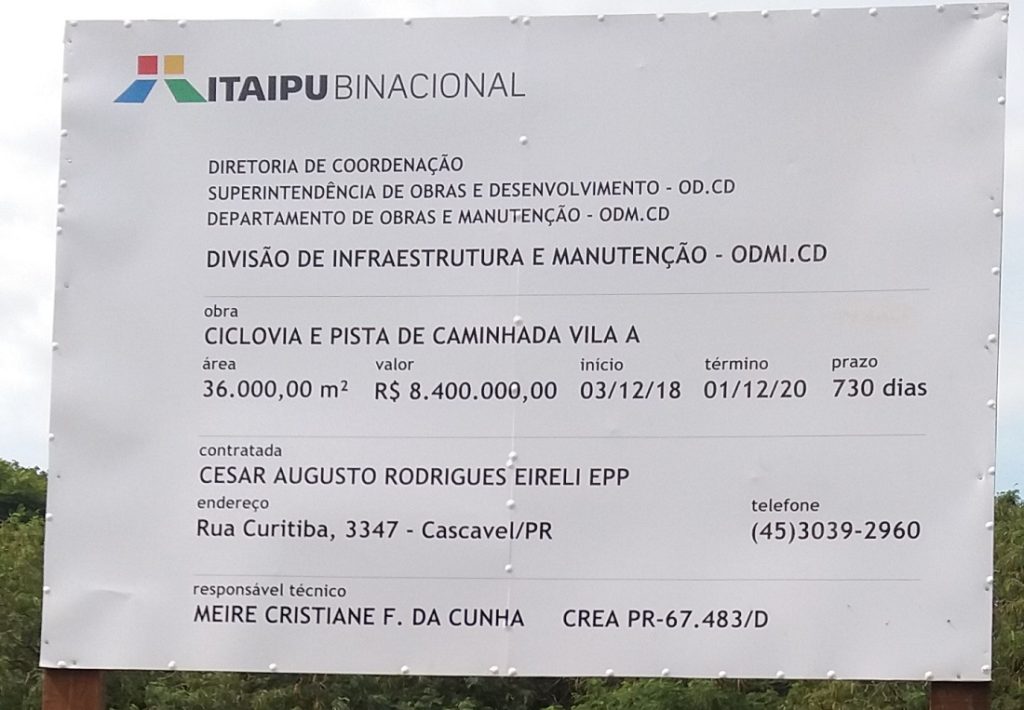 ITAIPU BINACIONAL
DIRETORIA DE COORDENAÇÃO
SUPERINTENDÊNCIA DE OBRAS E DESENVOLVIMENTO - OD.CD
DEPARTAMENTO DE OBRAS E MANUTENÇÃO - ODM.CD
DIVISÃO DE INFRAESTRUTURA E MANUTENÇÃO - ODMI.CD
obra
CICLOVIA E PISTA DE CAMINHADA VILA A
área valor início término prazo
36.000,00 m² R$ 8.400.000,00 03/12/18 01/12/20 730 dias
contratada
CESAR AUGUSTO RODRIGUES EIRELI EPP
endereço telefone
Rua Curitiba, 3347 - Cascavel/PR (45)3039-2960
responsável técnico
MEIRE CRISTIANE F. DA CUNHA CREA PR-67.483/D